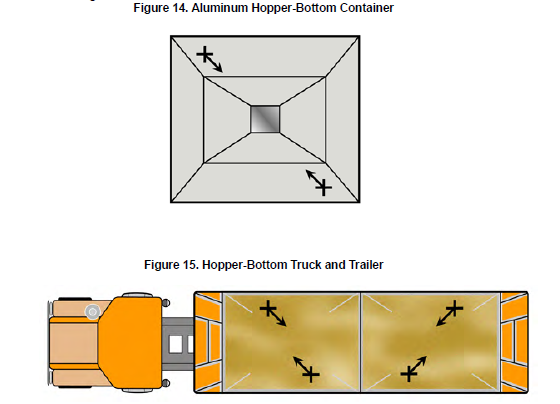 Figure 14. Aluminum Hopper-Bottom Container
Figure 15. Hopper-Bottom Truck and Trailer